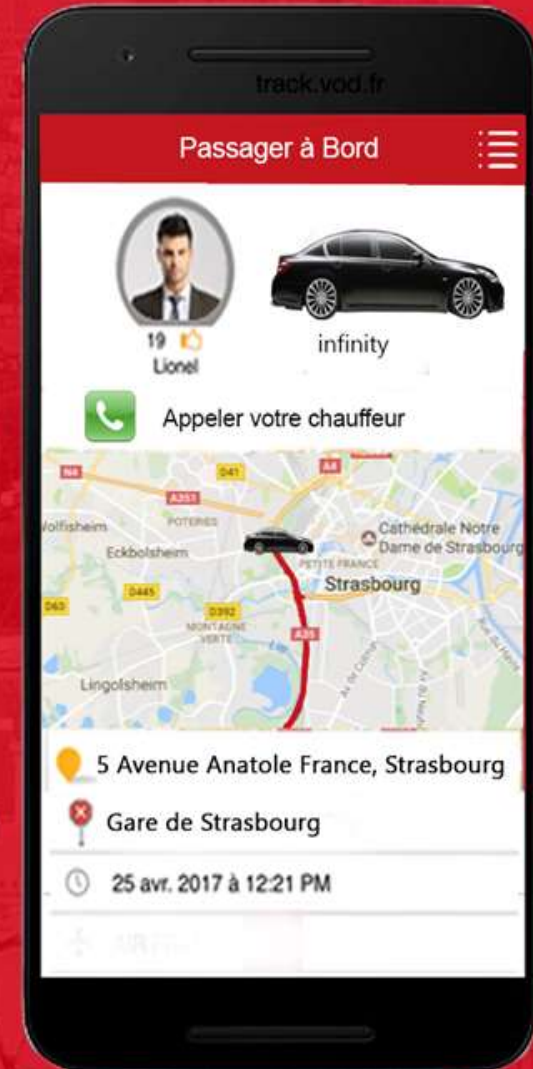 track.vod.fr
Passager à Bord
19
Lionel
infinity
Appeler votre chauffeur
N4
D41
A4
A351
Wolfisheim
POTERIES
Cathédrale Notre
Dame de Strasbourg
Eckbolsheim
PETITE FRANCE
Strasbourg
D445
D63
D392
MONTAGNE
VERTE
A35
Lingolsheim
5 Avenue Anatole France, Strasbourg
Gare de Strasbourg
25 avr. 2017 à 12:21 PM